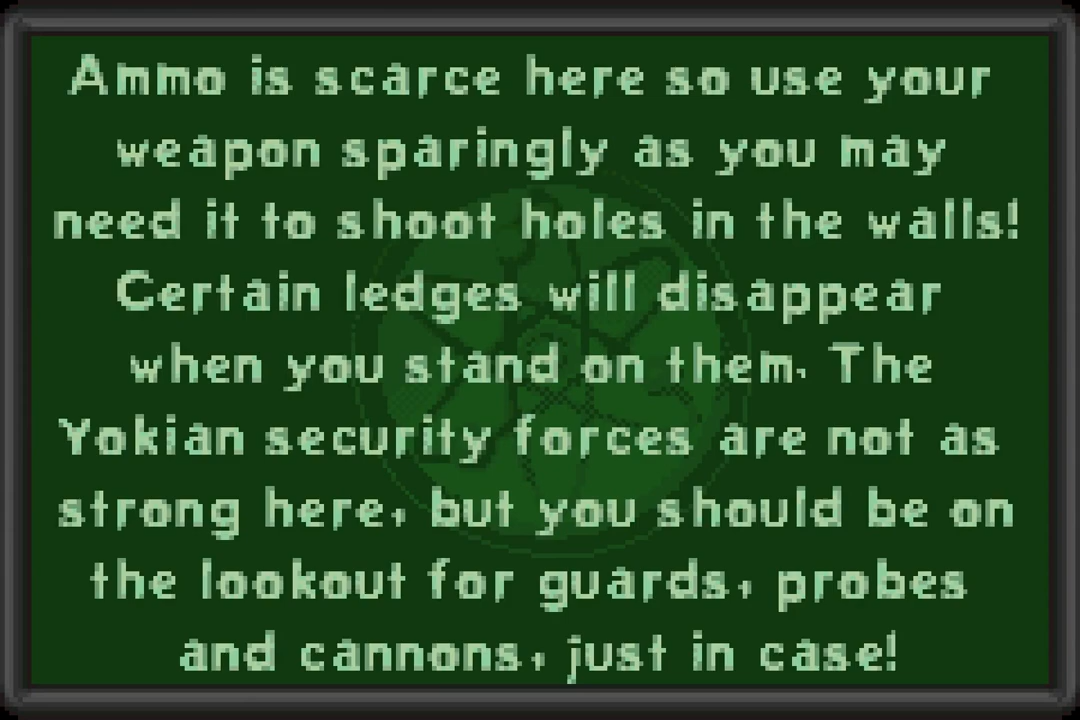 Ammo is scarce here so use your
weapon sparingly as you may
need it to shoot holes in the walls!
Certain ledges will disappear
when you stand on them. The
Yokian security forces are not as
strong here, but you should be on
the lookout for guards, probes
and cannons, just in case!